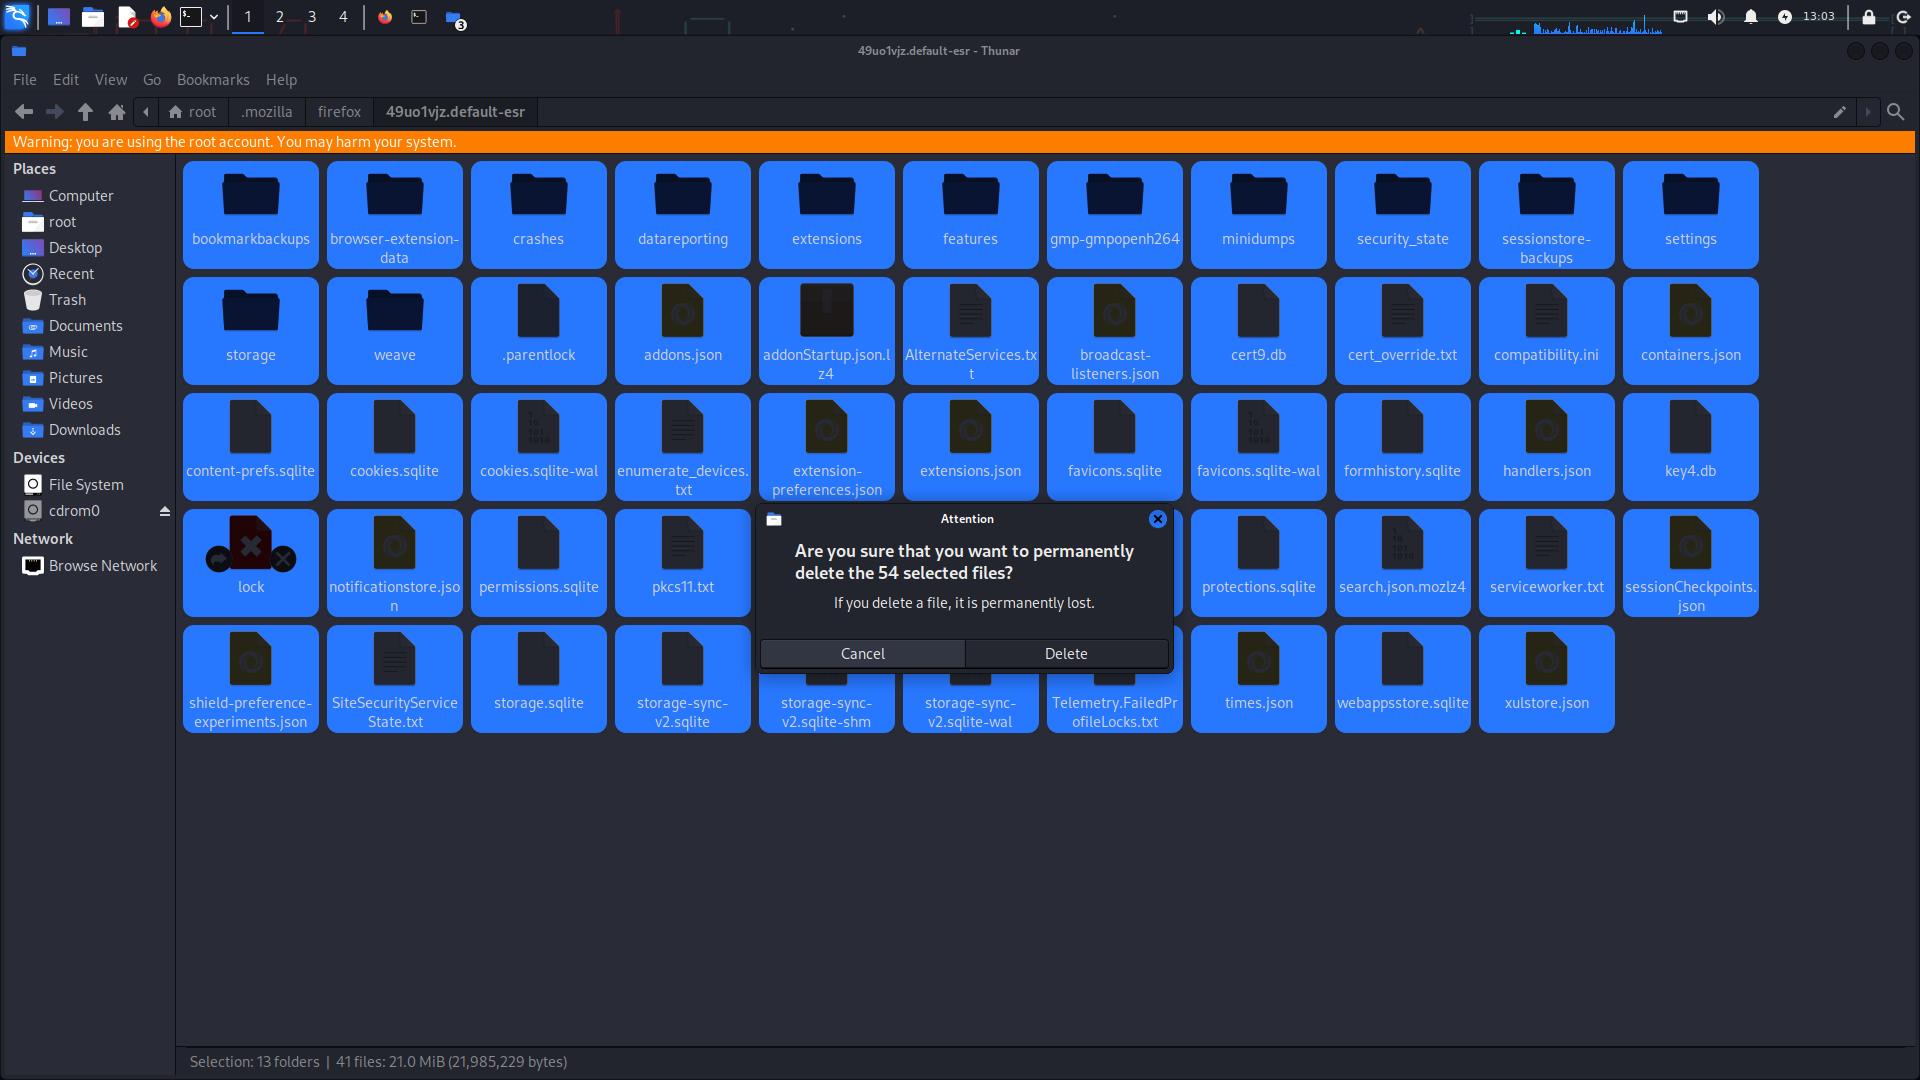 1 2 3 4
3
13:03
49uo1vjz.default-esr - Thunar
File Edit View Go Bookmarks Help
root .mozilla firefox 49uo1vjz.default-esr
Warning: you are using the root account. You may harm your system.
Places
Computer
root
Desktop
Recent
Trash
Documents
Music
Pictures
Videos
Downloads
Devices
File System
cdrom0
Network
Browse Network
bookmarkbackups
browser-extension-
data
crashes
datareporting
extensions
features
gmp-gmpopenh264
minidumps
security_state
sessionstore-
backups
settings
storage
weave
.parentlock
addons.json
addonStartup.json.l
z4
AlternateServices.tx
t
broadcast-
listeners.json
cert9.db
cert_override.txt
compatibility.ini
containers.json
content-prefs.sqlite
cookies.sqlite
cookies.sqlite-wal
enumerate_devices.
txt
extension-
preferences.json
extensions.json
favicons.sqlite
favicons.sqlite-wal
formhistory.sqlite
handlers.json
key4.db
lock
notificationstore.jso
n
permissions.sqlite
pkcs11.txt
protections.sqlite
search.json.mozlz4
serviceworker.txt
sessionCheckpoints.
json
shield-preference-
experiments.json
SiteSecurityService
State.txt
storage.sqlite
storage-sync-
v2.sqlite
storage-sync-
v2.sqlite-shm
storage-sync-
v2.sqlite-wal
Telemetry.FailedPr
ofileLocks.txt
times.json
webappsstore.sqlite
xulstore.json
Attention
Are you sure that you want to permanently
delete the 54 selected files?
If you delete a file, it is permanently lost.
Cancel Delete
Selection: 13 folders | 41 files: 21.0 MiB (21,985,229 bytes)